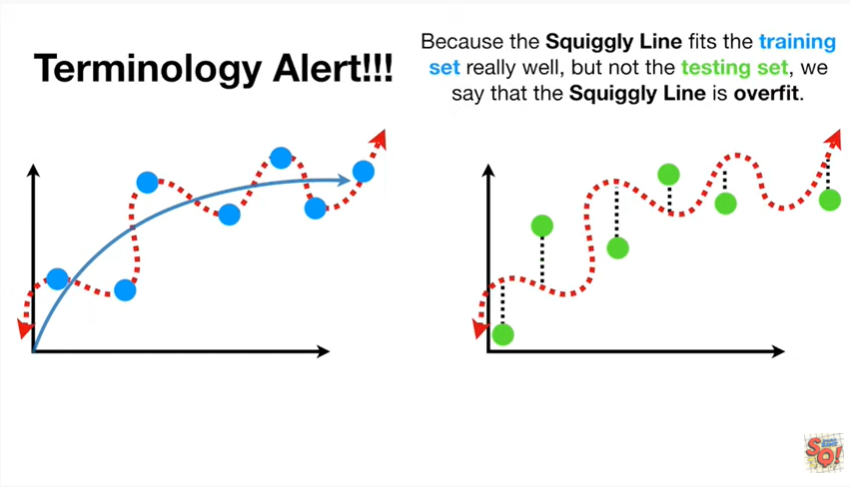 Terminology Alert!!!
Because the Squiggly Line fits the training
set really well, but not the testing set, we
say that the Squiggly Line is overfit.
SQ!